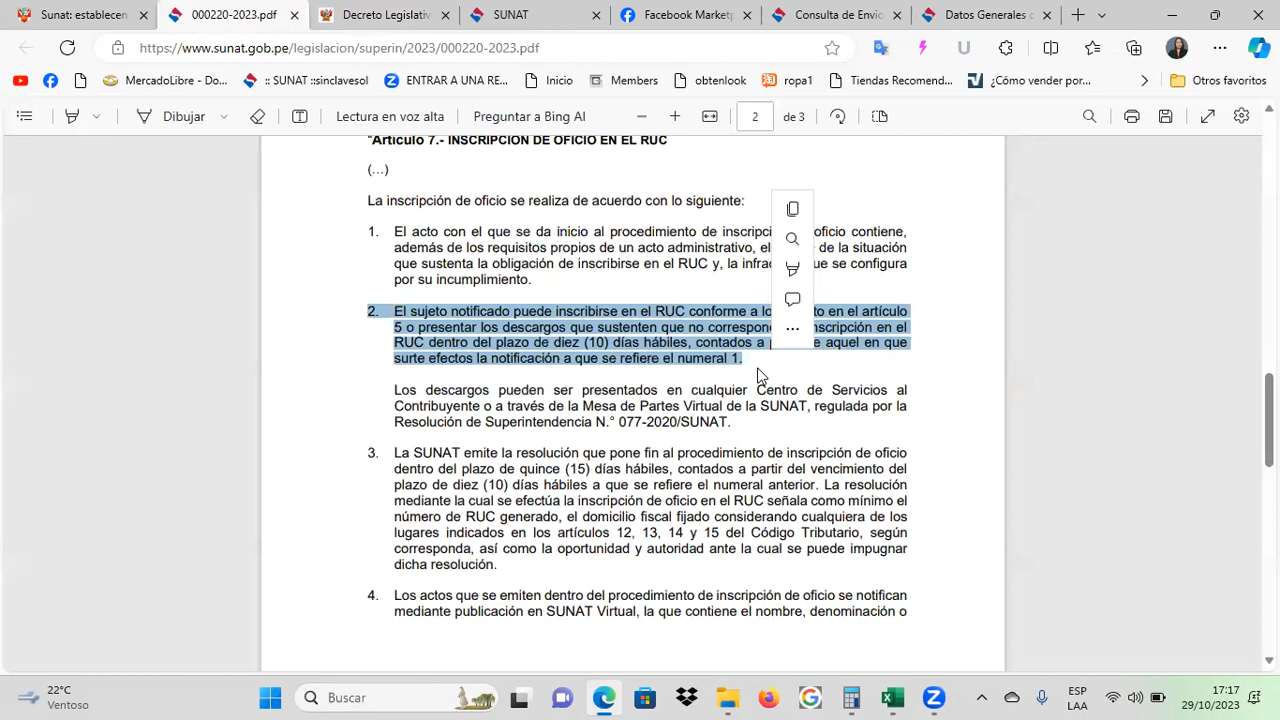 Sunat: establecen
000220-2023.pdf
Decreto Legislativ
SUNAT
Facebook Marketp
Consulta de Envío
Datos Generales d
https://www.sunat.gob.pe/legislacion/superin/2023/000220-2023.pdf
MercadoLibre - Do...
:: SUNAT ::sinclavesol
ENTRAR A UNA RE...
Inicio
Members
obtenlook
ropa1
Tiendas Recomend...
¿Cómo vender por...
Otros favoritos
Dibujar
Lectura en voz alta
Preguntar a Bing AI
2
de 3
"Artículo 7.- INSCRIPCIÓN DE OFICIO EN EL RUC
(...)
La inscripción de oficio se realiza de acuerdo con lo siguiente:
1. El acto con el que se da inicio al procedimiento de inscripci oficio contiene,
además de los requisitos propios de un acto administrativo, el de la situación
que sustenta la obligación de inscribirse en el RUC y, la infrac ue se configura
por su incumplimiento.
2. El sujeto notificado puede inscribirse en el RUC conforme a lo to en el artículo
5 o presentar los descargos que sustenten que no correspon nscripción en el
RUC dentro del plazo de diez (10) días hábiles, contados a p e aquel en que
surte efectos la notificación a que se refiere el numeral 1.
Los descargos pueden ser presentados en cualquier Centro de Servicios al
Contribuyente o a través de la Mesa de Partes Virtual de la SUNAT, regulada por la
Resolución de Superintendencia N.° 077-2020/SUNAT.
3. La SUNAT emite la resolución que pone fin al procedimiento de inscripción de oficio
dentro del plazo de quince (15) días hábiles, contados a partir del vencimiento del
plazo de diez (10) días hábiles a que se refiere el numeral anterior. La resolución
mediante la cual se efectúa la inscripción de oficio en el RUC señala como mínimo el
número de RUC generado, el domicilio fiscal fijado considerando cualquiera de los
lugares indicados en los artículos 12, 13, 14 y 15 del Código Tributario, según
corresponda, así como la oportunidad y autoridad ante la cual se puede impugnar
dicha resolución.
4. Los actos que se emiten dentro del procedimiento de inscripción de oficio se notifican
mediante publicación en SUNAT Virtual, la que contiene el nombre, denominación o
22°C
Ventoso
Buscar
ESP
LAA
17:17
29/10/2023